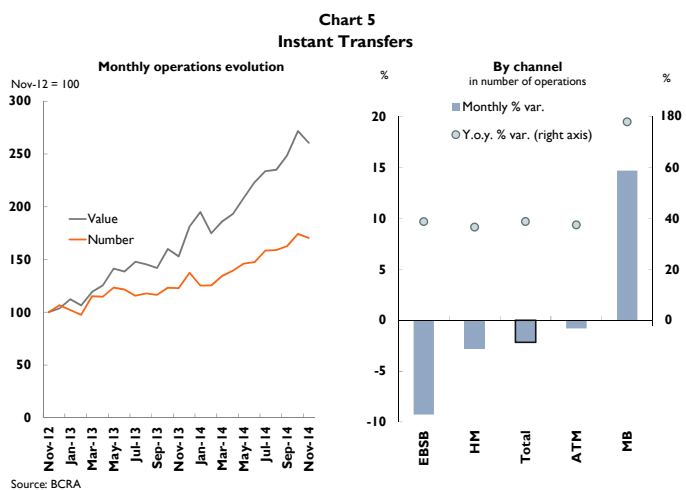 Chart 5
Instant Transfers
Monthly operations evolution
Nov-12 = 100
300
250
200
150
100
50
0
Value
Number
Nov-12
Jan-13
Mar-13
May-13
Jul-13
Sep-13
Nov-13
Jan-14
Mar-14
May-14
Jul-14
Sep-14
Nov-14
By channel
in number of operations
%
%
Monthly % var.
Y.o.y. % var. (right axis)
20
15
10
5
0
-5
-10
180
60
40
20
0
EBSB
HM
Total
ATM
MB
Source: BCRA